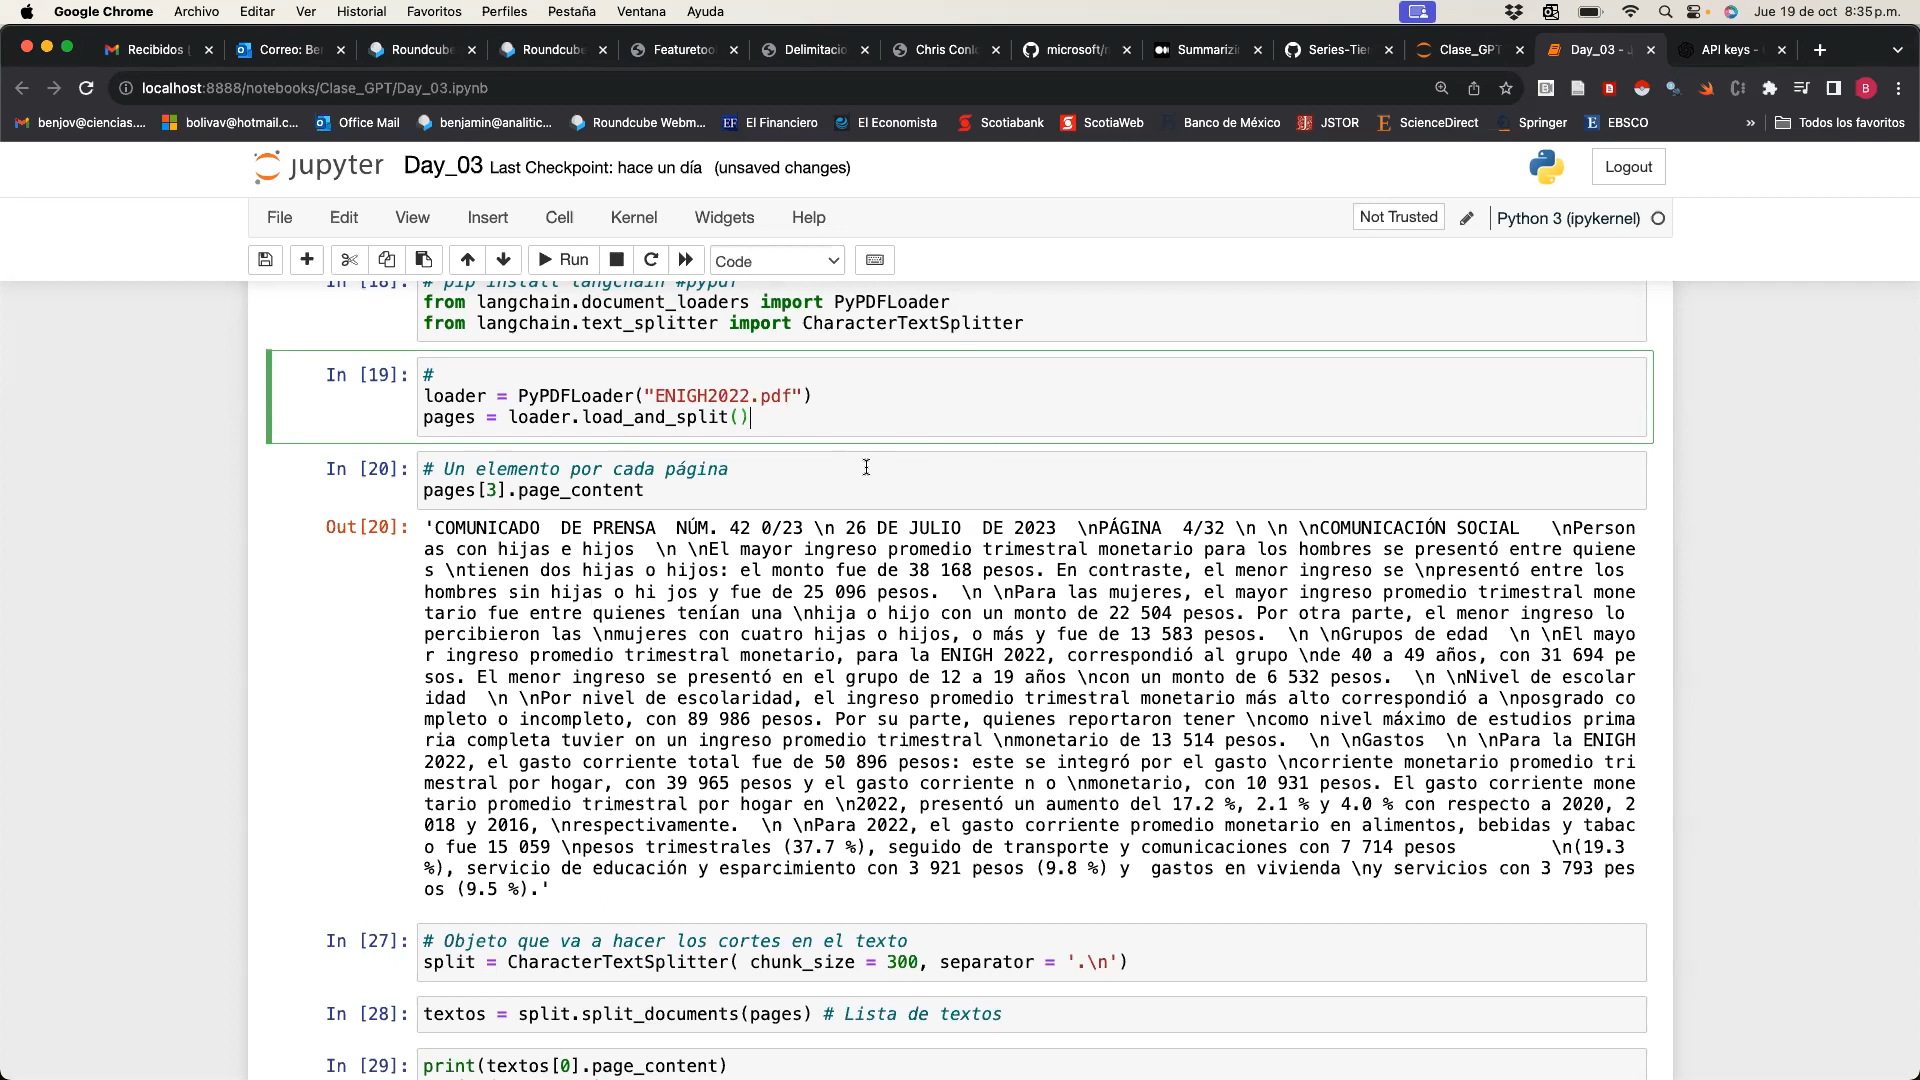 Google Chrome Archivo Editar Ver Historial Favoritos Perfiles Pestaña Ventana Ayuda Jue 19 de oct 8:35 p.m.
Recibidos Correo: Be Roundcube Roundcube Featuretoo Delimitacio Chris Conl microsoft/r Summarizi Series-Tie Clase_GPT Day_03 - API keys -
localhost:8888/notebooks/Clase_GPT/Day_03.ipynb
benjov@ciencias.... bolivav@hotmail.c... Office Mail benjamin@analitic... Roundcube Webm... El Financiero El Economista Scotiabank ScotiaWeb Banco de México JSTOR ScienceDirect Springer EBSCO » Todos los favoritos
jupyter Day_03 Last Checkpoint: hace un día (unsaved changes) Logout
File Edit View Insert Cell Kernel Widgets Help Not Trusted Python 3 (ipykernel)
Run Code
In [18]: # pip install langchain #pypdf
from langchain.document_loaders import PyPDFLoader
from langchain.text_splitter import CharacterTextSplitter
In [19]: #
loader = PyPDFLoader("ENIGH2022.pdf")
pages = loader.load_and_split()
In [20]: # Un elemento por cada página
pages[3].page_content
Out[20]: 'COMUNICADO  DE PRENSA  NÚM. 42 0/23 \n 26 DE JULIO  DE 2023  \nPÁGINA  4/32 \n \n \nCOMUNICACIÓN SOCIAL   \nPerson
as con hijas e hijos  \n \nEl mayor ingreso promedio trimestral monetario para los hombres se presentó entre quiene
s \ntienen dos hijas o hijos: el monto fue de 38 168 pesos. En contraste, el menor ingreso se \npresentó entre los
hombres sin hijas o hi jos y fue de 25 096 pesos.  \n \nPara las mujeres, el mayor ingreso promedio trimestral mone
tario fue entre quienes tenían una \nhija o hijo con un monto de 22 504 pesos. Por otra parte, el menor ingreso lo
percibieron las \nmujeres con cuatro hijas o hijos, o más y fue de 13 583 pesos.  \n \nGrupos de edad  \n \nEl mayo
r ingreso promedio trimestral monetario, para la ENIGH 2022, correspondió al grupo \nde 40 a 49 años, con 31 694 pe
sos. El menor ingreso se presentó en el grupo de 12 a 19 años \ncon un monto de 6 532 pesos.  \n \nNivel de escolar
idad  \n \nPor nivel de escolaridad, el ingreso promedio trimestral monetario más alto correspondió a \nposgrado co
mpleto o incompleto, con 89 986 pesos. Por su parte, quienes reportaron tener \ncomo nivel máximo de estudios prima
ria completa tuvier on un ingreso promedio trimestral \nmonetario de 13 514 pesos.  \n \nGastos  \n \nPara la ENIGH
2022, el gasto corriente total fue de 50 896 pesos: este se integró por el gasto \ncorriente monetario promedio tri
mestral por hogar, con 39 965 pesos y el gasto corriente n o \nmonetario, con 10 931 pesos. El gasto corriente mone
tario promedio trimestral por hogar en \n2022, presentó un aumento del 17.2 %, 2.1 % y 4.0 % con respecto a 2020, 2
018 y 2016, \nrespectivamente.  \n \nPara 2022, el gasto corriente promedio monetario en alimentos, bebidas y tabac
o fue 15 059 \npesos trimestrales (37.7 %), seguido de transporte y comunicaciones con 7 714 pesos         \n(19.3
%), servicio de educación y esparcimiento con 3 921 pesos (9.8 %) y  gastos en vivienda \ny servicios con 3 793 pes
os (9.5 %).'
In [27]: # Objeto que va a hacer los cortes en el texto
split = CharacterTextSplitter( chunk_size = 300, separator = '.\n')
In [28]: textos = split.split_documents(pages) # Lista de textos
In [29]: print(textos[0].page_content)